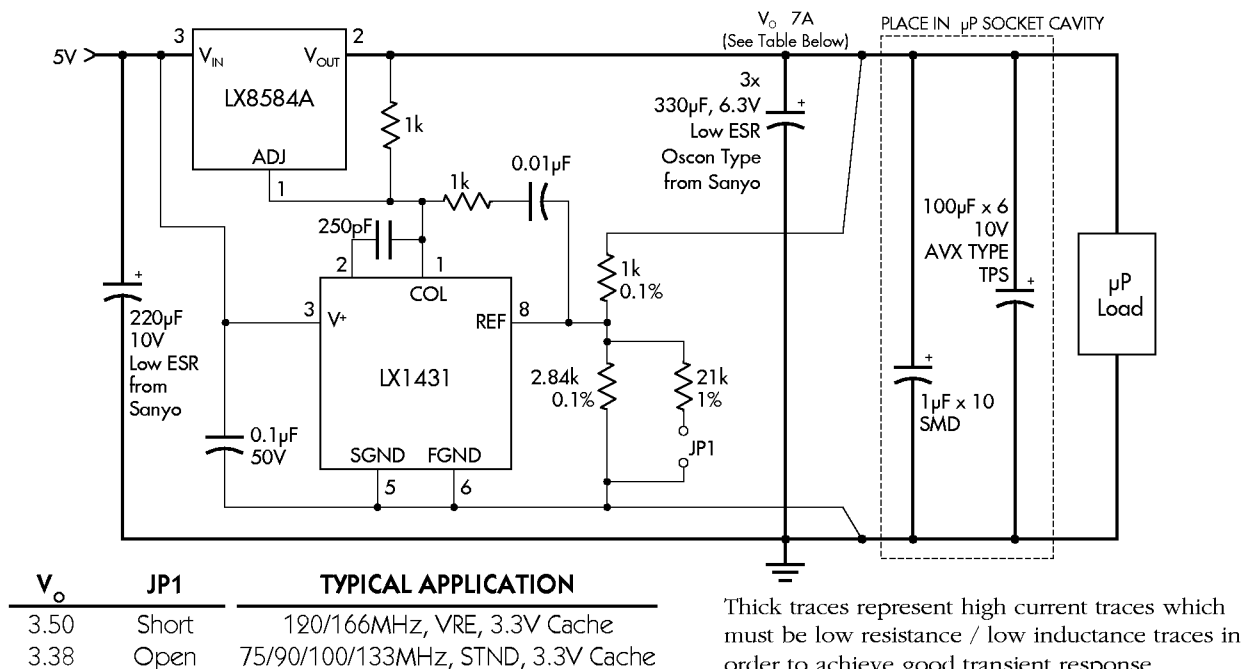 V_O 7A
(See Table Below)
PLACE IN µP SOCKET CAVITY
5V
3
V_IN
V_OUT
2
LX8584A
ADJ
1
1k
3x
330µF, 6.3V
Low ESR
Oscon Type
from Sanyo
+
1k
0.01µF
250pF
2
1
COL
1k
0.1%
100µF x 6
10V
AVX TYPE
TPS
+
µP
Load
+
220µF
10V
Low ESR
from
Sanyo
3
V+
REF
8
LX1431
2.84k
0.1%
21k
1%
JP1
+
1µF x 10
SMD
0.1µF
50V
SGND
FGND
5
6
V_O JP1 TYPICAL APPLICATION
3.50 Short 120/166MHz, VRE, 3.3V Cache
3.38 Open 75/90/100/133MHz, STND, 3.3V Cache
Thick traces represent high current traces which
must be low resistance / low inductance traces in
order to achieve good transient response